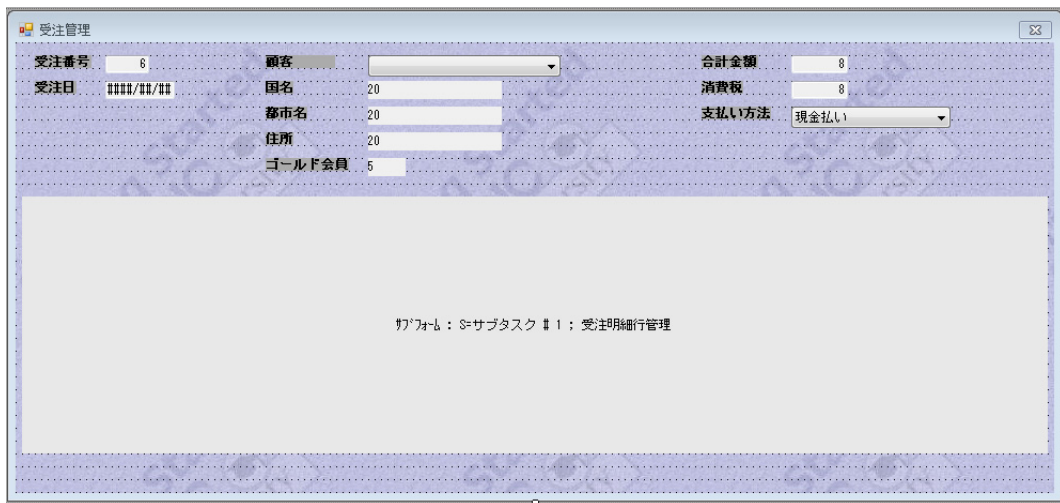 受注管理
受注番号 6 顧客 合計金額 8
受注日 ####/##/## 国名 20 消費税 8
都市名 20 支払い方法 現金払い
住所 20
ゴールド会員 5
ｻﾌﾞﾌｫｰﾑ : S=サブタスク # 1 ; 受注明細行管理